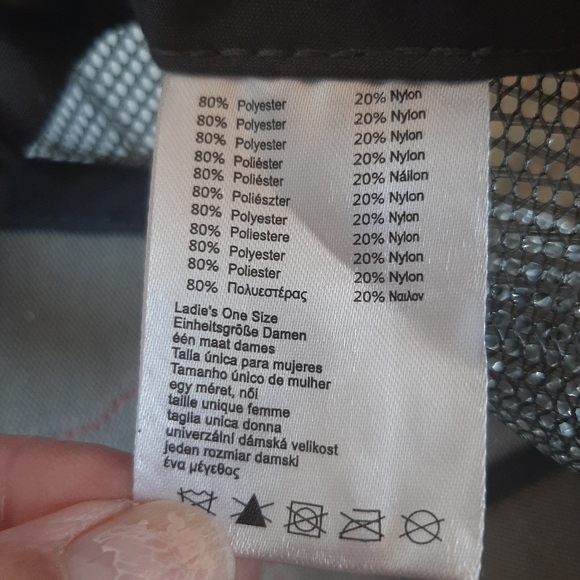 80% Polyester 20% Nylon
80% Polyester 20% Nylon
80% Polyester 20% Nylon
80% Poliéster 20% Nylon
80% Poliéster 20% Náilon
80% Poliészter 20% Nylon
80% Polyester 20% Nylon
80% Poliestere 20% Nylon
80% Polyester 20% Nylon
80% Poliester 20% Nylon
80% Πολυεστέρας 20% Ναιλον
Ladie's One Size
Einheitsgröße Damen
één maat dames
Talla única para mujeres
Tamanho único de mulher
egy méret, női
taille unique femme
taglia unica donna
univerzální dámská velikost
jeden rozmiar damski
ένα μέγεθος